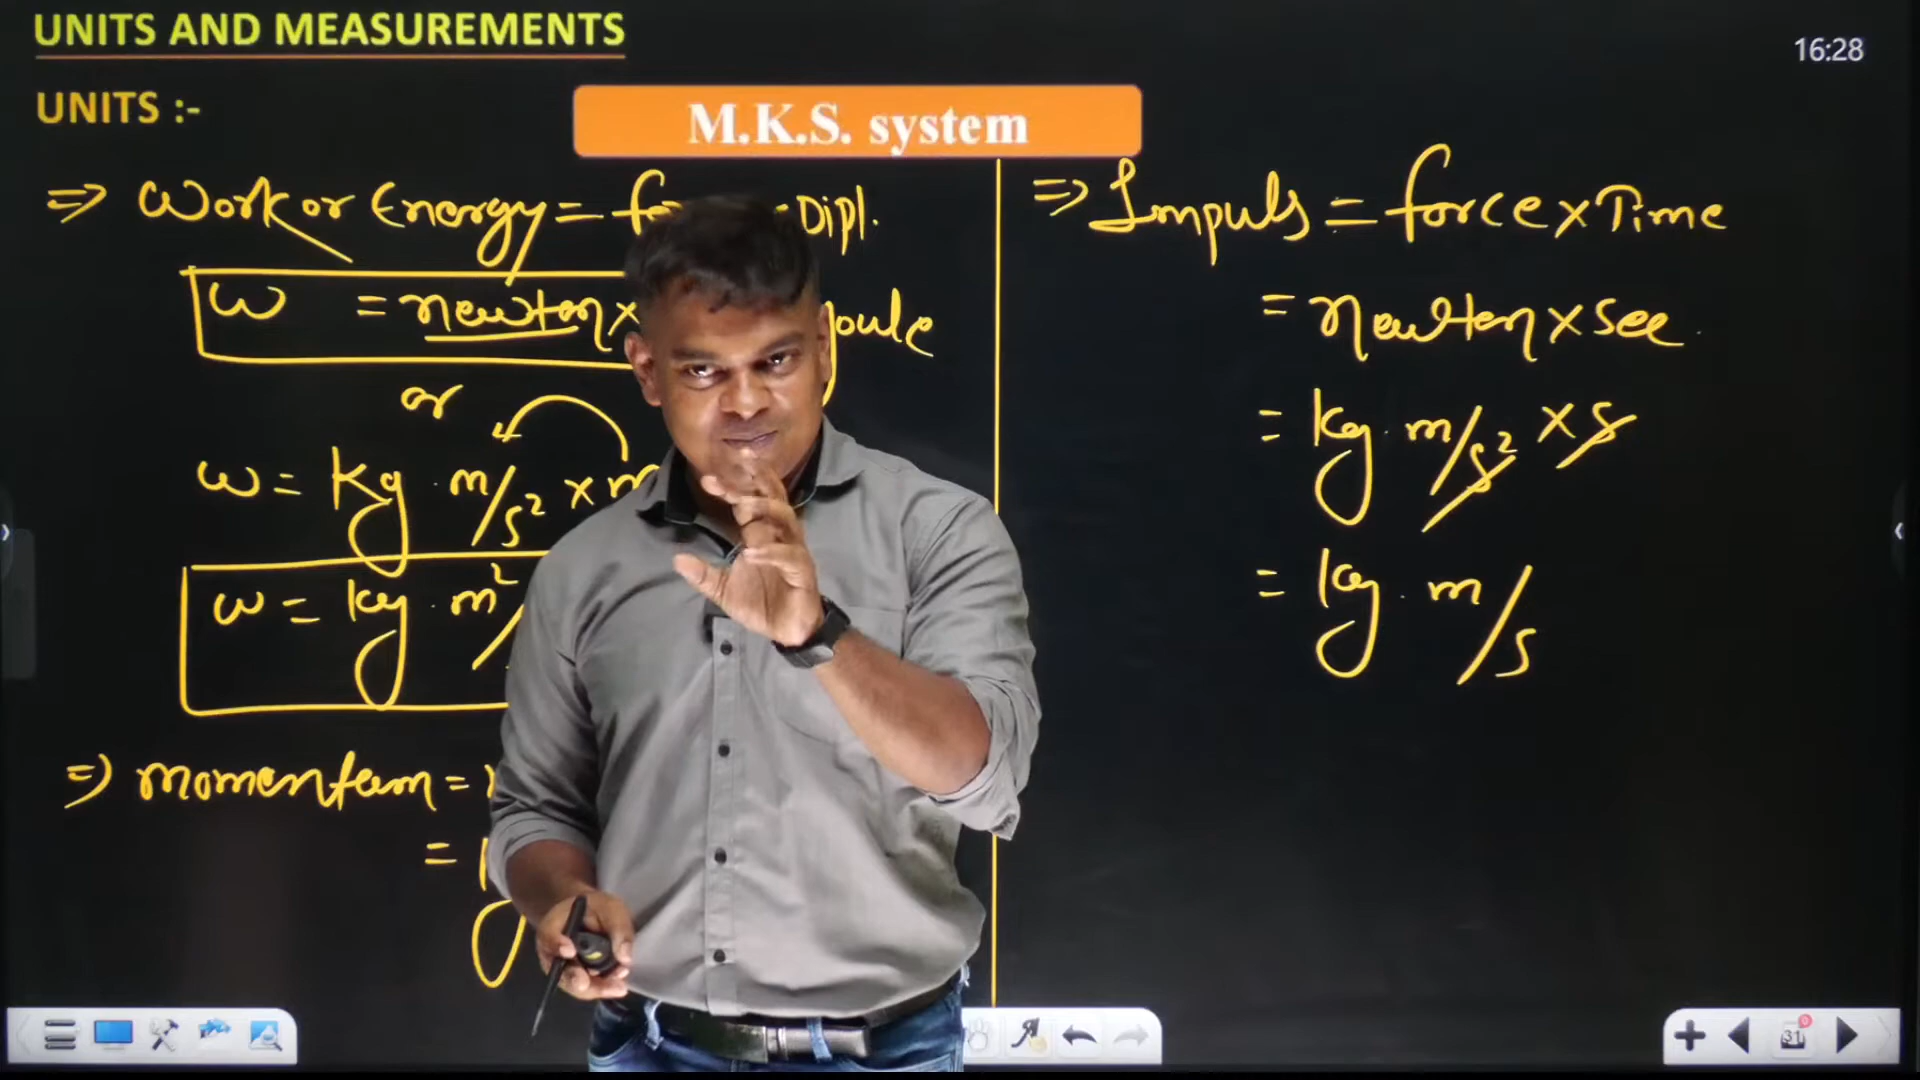 UNITS AND MEASUREMENTS
16:28
UNITS :-
M.K.S. system
⇒ Work or Energy = Dipl.
W = newton × oule
or
W = kg . m/s² × m
W = kg . m²/
⇒ momentum =
=
⇒ Impuls = force × Time
= newton × sec.
= kg . m/s² × s
= kg . m/s
31